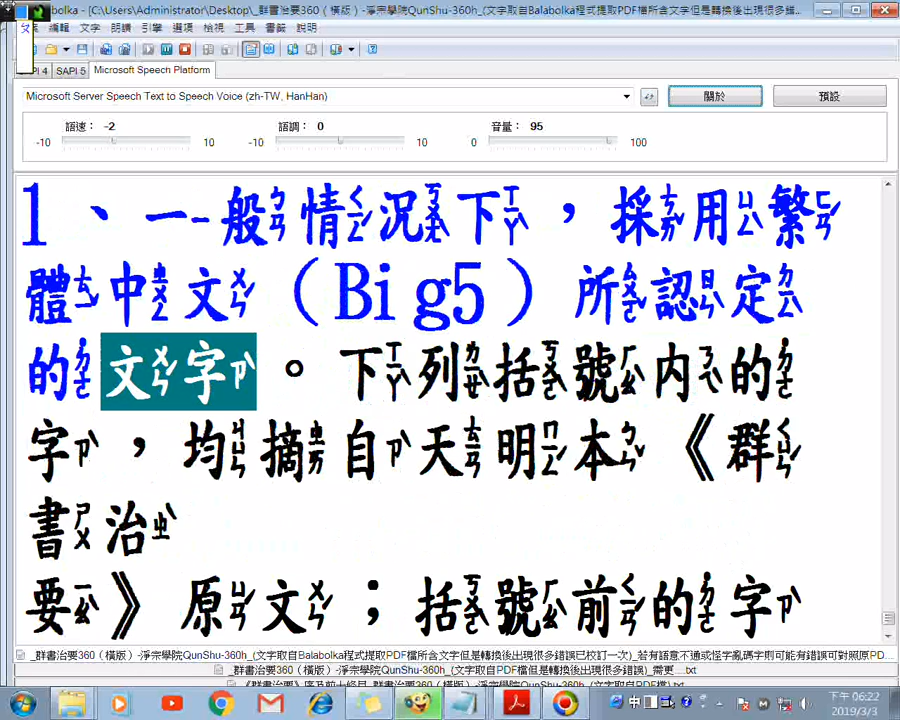 alabolka - [C:\Users\Administrator\Desktop\_群書治要360（橫版）-淨宗學院QunShu-360h_(文字取自Balabolka程式提取PDF檔所含文字但是轉換後出現很多錯
編輯 文字 朗讀 引擎 選項 檢視 工具 書籤 說明
PI 4 SAPI 5 Microsoft Speech Platform
Microsoft Server Speech Text to Speech Voice (zh-TW, HanHan) 關於 預設
語速： -2 語調： 0 音量： 95
-10 10 -10 10 0 100
1、一般情況下，採用繁
體中文（Big5）所認定
的文字。下列括號內的
字，均摘自天明本《群
書治
要》原文；括號前的字
_群書治要360（橫版）-淨宗學院QunShu-360h_(文字取自Balabolka程式提取PDF檔所含文字但是轉換後出現很多錯誤已校訂一次)_若有語意不通或怪字亂碼字則可能有錯誤可對照原PD...
_群書治要360（橫版）-淨宗學院QunShu-360h_(文字取自PDF檔但是轉換後出現很多錯誤)_需更....txt
下午 06:22
2019/3/3